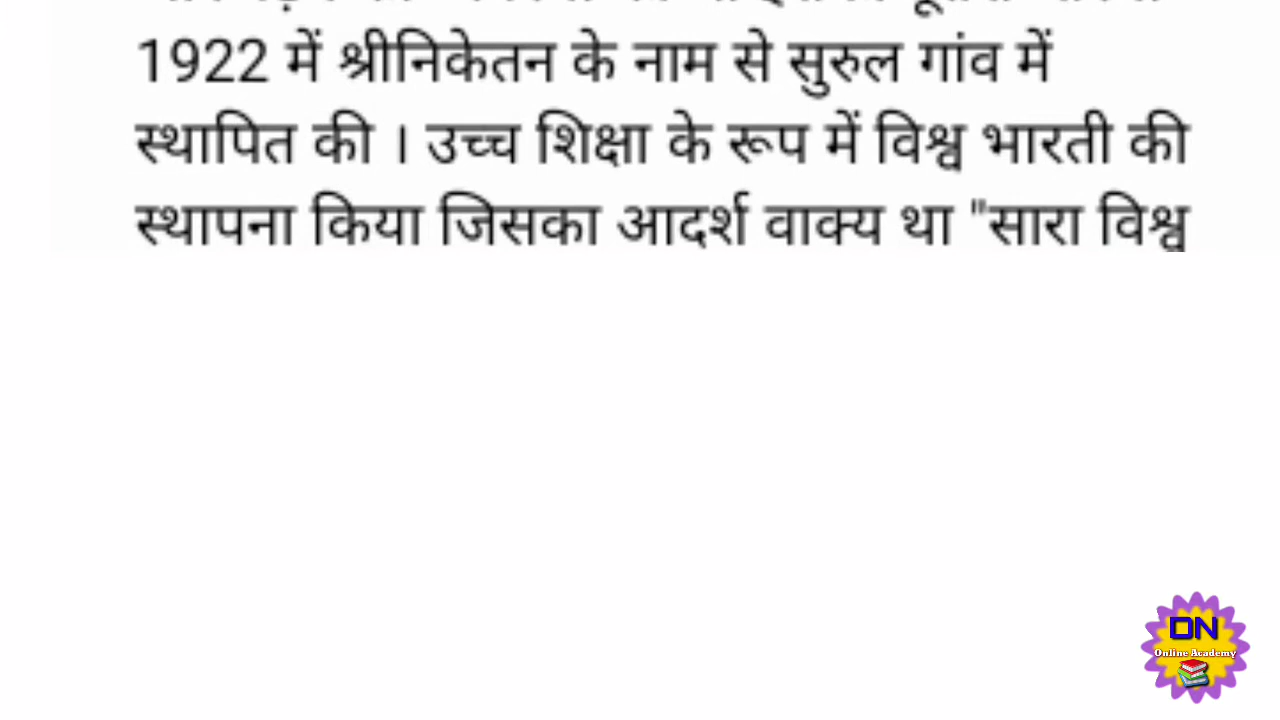 1922 में श्रीनिकेतन के नाम से सुरुल गांव में
स्थापित की । उच्च शिक्षा के रूप में विश्व भारती की
स्थापना किया जिसका आदर्श वाक्य था "सारा विश्व
DN
Online Academy